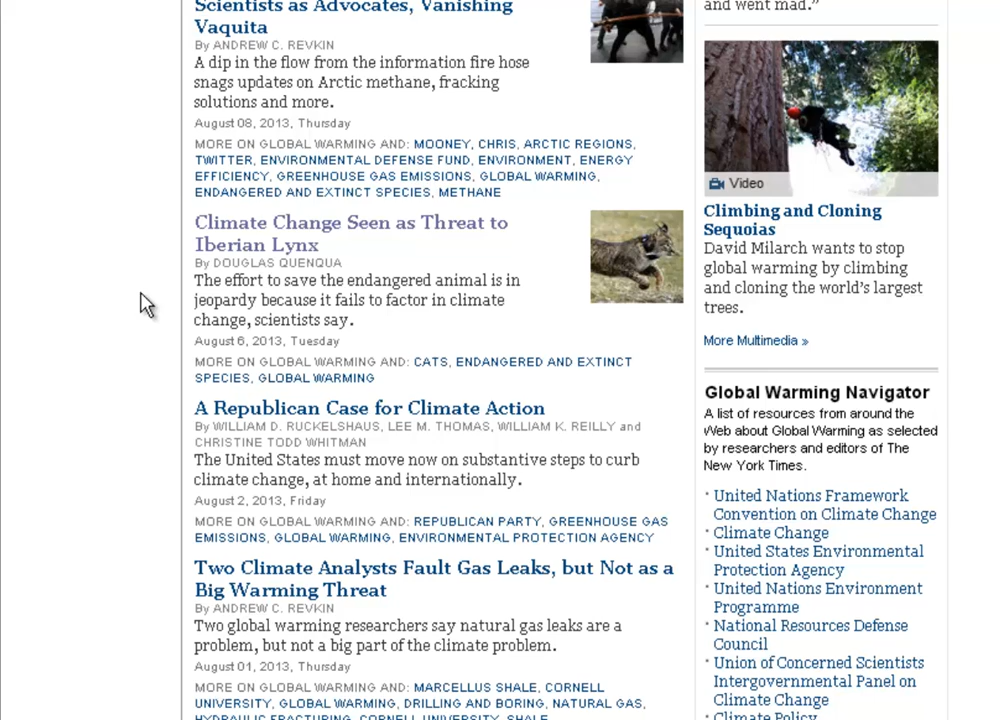 Scientists as Advocates, Vanishing
Vaquita
By ANDREW C. REVKIN
A dip in the flow from the information fire hose
snags updates on Arctic methane, fracking
solutions and more.
August 08, 2013, Thursday
MORE ON GLOBAL WARMING AND: MOONEY, CHRIS, ARCTIC REGIONS,
TWITTER, ENVIRONMENTAL DEFENSE FUND, ENVIRONMENT, ENERGY
EFFICIENCY, GREENHOUSE GAS EMISSIONS, GLOBAL WARMING,
ENDANGERED AND EXTINCT SPECIES, METHANE
Climate Change Seen as Threat to
Iberian Lynx
By DOUGLAS QUENQUA
The effort to save the endangered animal is in
jeopardy because it fails to factor in climate
change, scientists say.
August 6, 2013, Tuesday
MORE ON GLOBAL WARMING AND: CATS, ENDANGERED AND EXTINCT
SPECIES, GLOBAL WARMING
A Republican Case for Climate Action
By WILLIAM D. RUCKELSHAUS, LEE M. THOMAS, WILLIAM K. REILLY and
CHRISTINE TODD WHITMAN
The United States must move now on substantive steps to curb
climate change, at home and internationally.
August 2, 2013, Friday
MORE ON GLOBAL WARMING AND: REPUBLICAN PARTY, GREENHOUSE GAS
EMISSIONS, GLOBAL WARMING, ENVIRONMENTAL PROTECTION AGENCY
Two Climate Analysts Fault Gas Leaks, but Not as a
Big Warming Threat
By ANDREW C. REVKIN
Two global warming researchers say natural gas leaks are a
problem, but not a big part of the climate problem.
August 01, 2013, Thursday
MORE ON GLOBAL WARMING AND: MARCELLUS SHALE, CORNELL
UNIVERSITY, GLOBAL WARMING, DRILLING AND BORING, NATURAL GAS,
HYDRAULIC FRACTURING, CORNELL UNIVERSITY, SHALE
and went mad.”
Video
Climbing and Cloning
Sequoias
David Milarch wants to stop
global warming by climbing
and cloning the world’s largest
trees.
More Multimedia »
Global Warming Navigator
A list of resources from around the
Web about Global Warming as selected
by researchers and editors of The
New York Times.
United Nations Framework
Convention on Climate Change
Climate Change
United States Environmental
Protection Agency
United Nations Environment
Programme
National Resources Defense
Council
Union of Concerned Scientists
Intergovernmental Panel on
Climate Change
Climate Policy